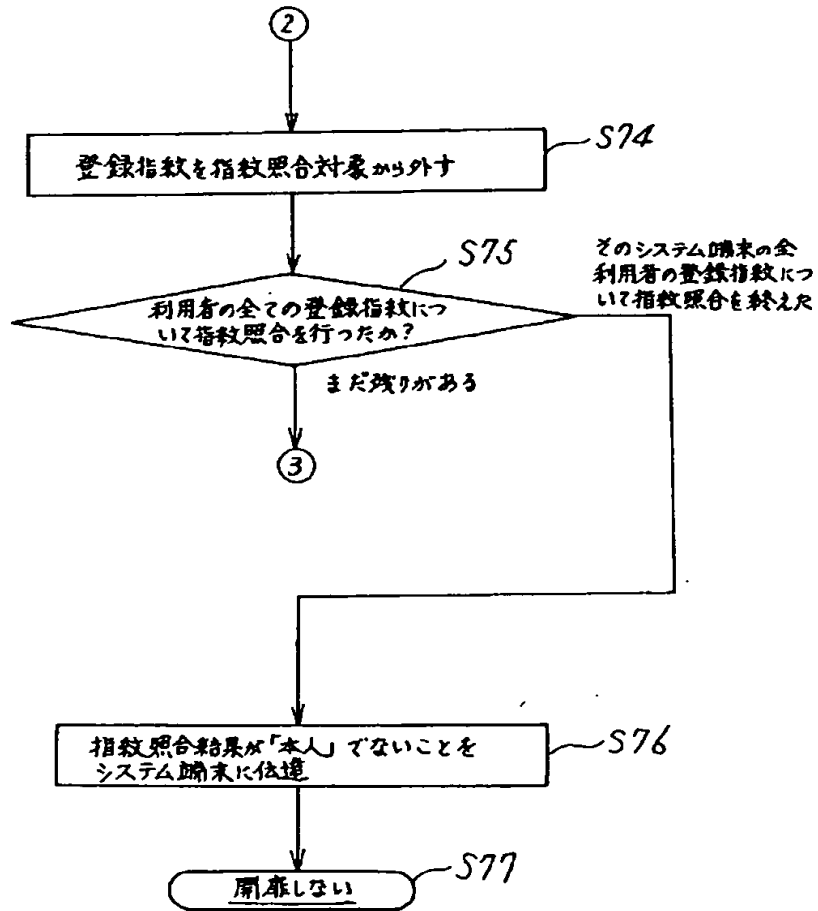 2
登録指紋を指紋照合対象から外す
S74
S75
利用者の全ての登録指紋につ
いて指紋照合を行ったか?
そのシステム端末の全
利用者の登録指紋につ
いて指紋照合を終えた
まだ残りがある
3
指紋照合結果が「本人」でないことを
システム端末に伝達
S76
開扉しない
S77